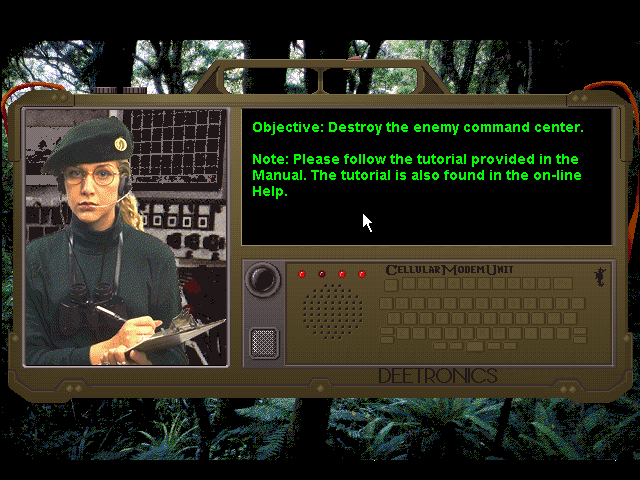 Objective: Destroy the enemy command center.
Note: Please follow the tutorial provided in the
Manual. The tutorial is also found in the on-line
Help.
Cellular Modem Unit
DEETRONICS